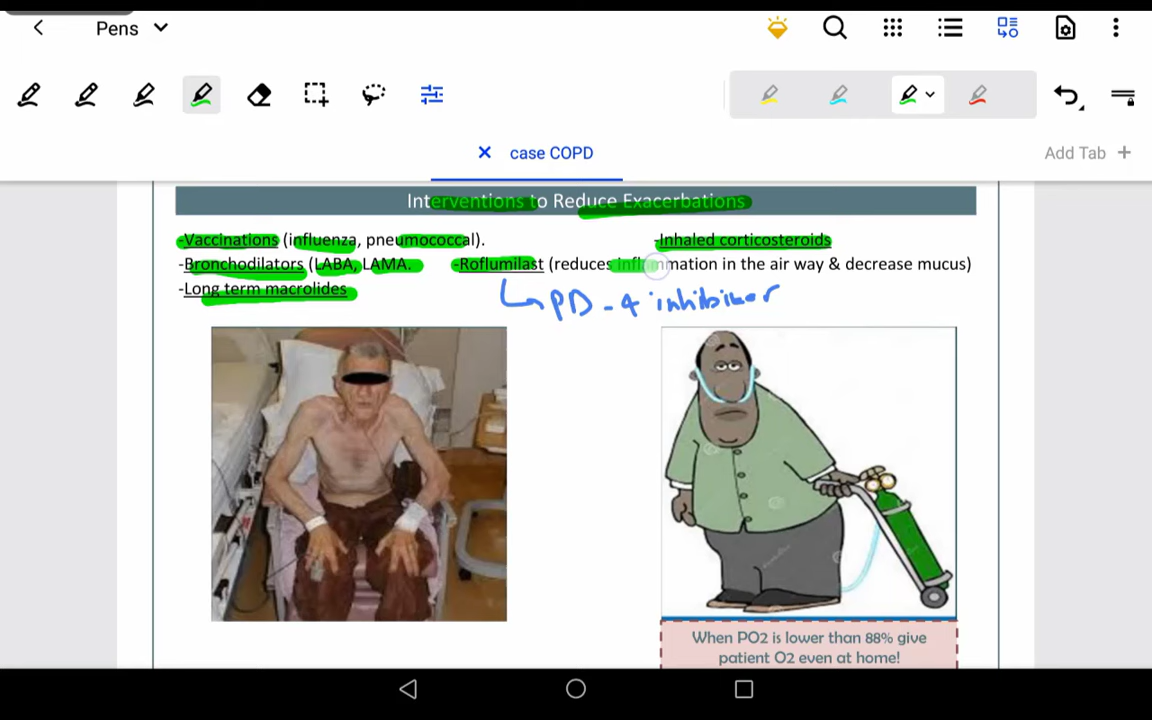 Pens
case COPD
Add Tab +
Interventions to Reduce Exacerbations
-Vaccinations (influenza, pneumococcal). -Inhaled corticosteroids
-Bronchodilators (LABA, LAMA. -Roflumilast (reduces inflammation in the air way & decrease mucus)
-Long term macrolides
PD-4 inhibitor
When PO2 is lower than 88% give
patient O2 even at home!